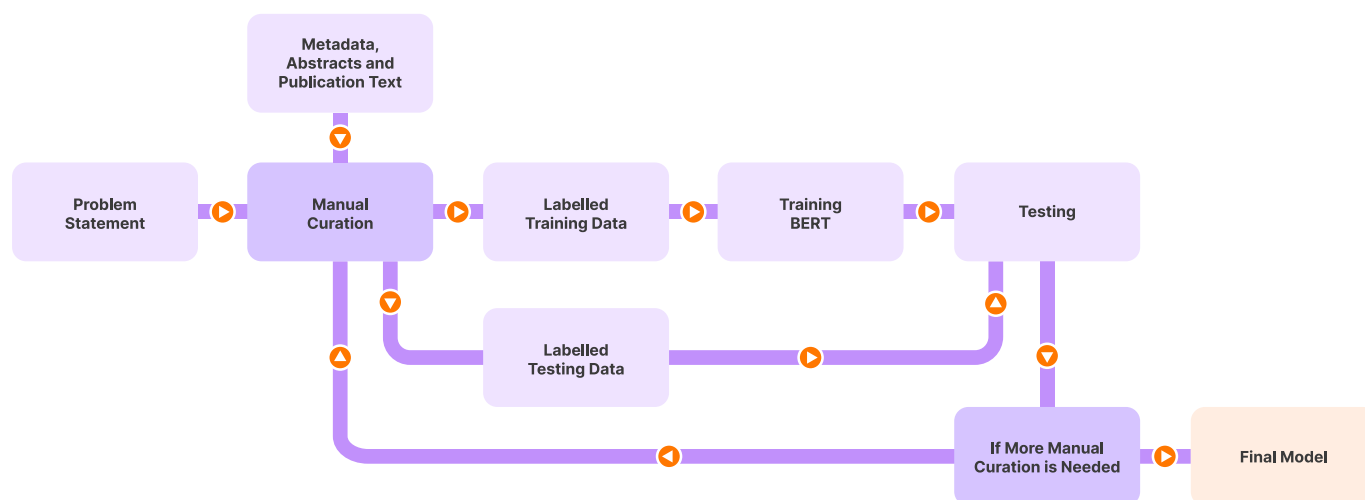 Metadata,
Abstracts and
Publication Text
Problem
Statement
Manual
Curation
Labelled
Training Data
Training
BERT
Testing
Labelled
Testing Data
If More Manual
Curation is Needed
Final Model